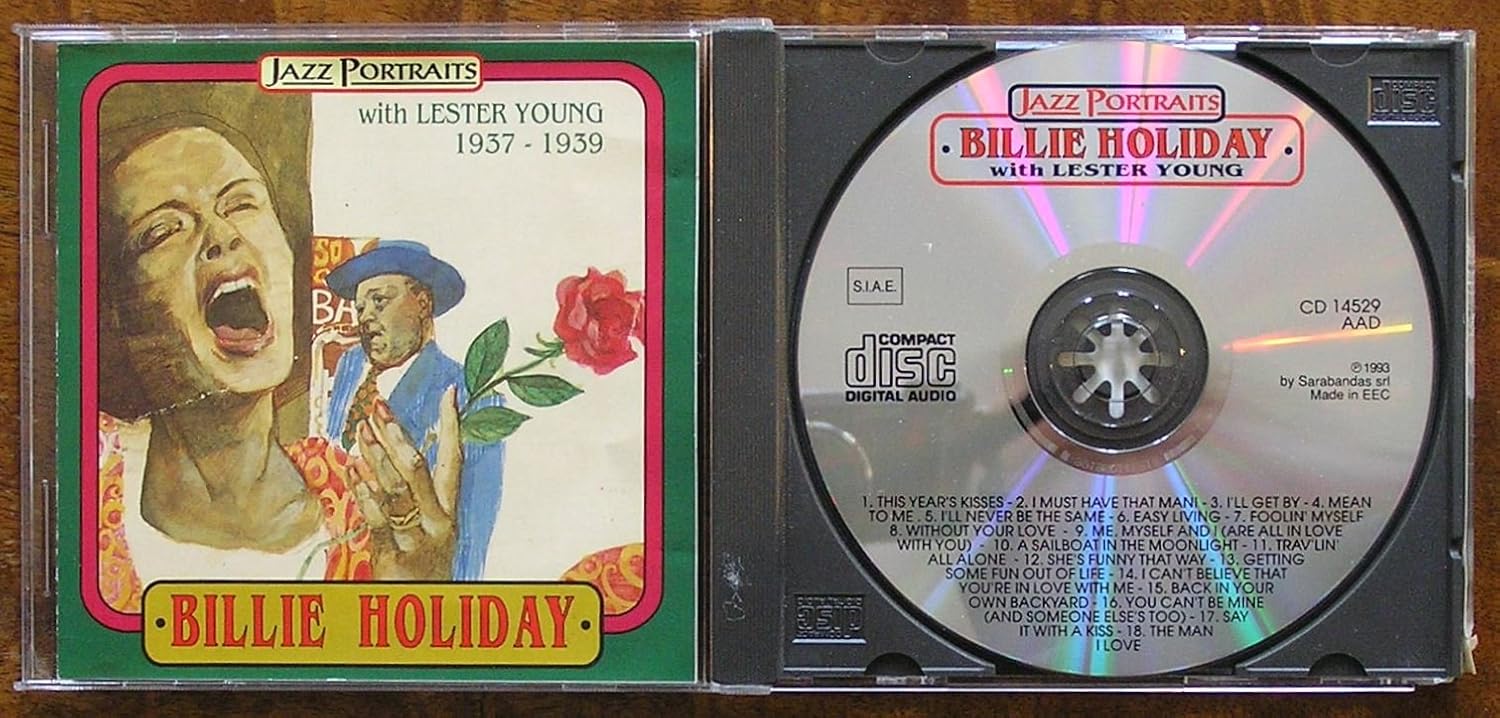 JAZZ PORTRAITS
with LESTER YOUNG
1937 - 1939
SO
BA
·BILLIE HOLIDAY·
JAZZ PORTRAITS
· BILLIE HOLIDAY ·
with LESTER YOUNG
S.I.A.E.
COMPACT
disc
DIGITAL AUDIO
CD 14529
AAD
℗ 1993
by Sarabandas srl
Made in EEC
1. THIS YEAR'S KISSES - 2. I MUST HAVE THAT MAN! - 3. I'LL GET BY - 4. MEAN
TO ME - 5. I'LL NEVER BE THE SAME - 6. EASY LIVING - 7. FOOLIN' MYSELF
8. WITHOUT YOUR LOVE - 9. ME, MYSELF AND I (ARE ALL IN LOVE
WITH YOU) - 10. A SAILBOAT IN THE MOONLIGHT - 11. TRAV'LIN'
ALL ALONE - 12. SHE'S FUNNY THAT WAY - 13. GETTING
SOME FUN OUT OF LIFE - 14. I CAN'T BELIEVE THAT
YOU'RE IN LOVE WITH ME - 15. BACK IN YOUR
OWN BACKYARD - 16. YOU CAN'T BE MINE
(AND SOMEONE ELSE'S TOO) - 17. SAY
IT WITH A KISS - 18. THE MAN
I LOVE
COMPACT
disc
DIGITAL AUDIO